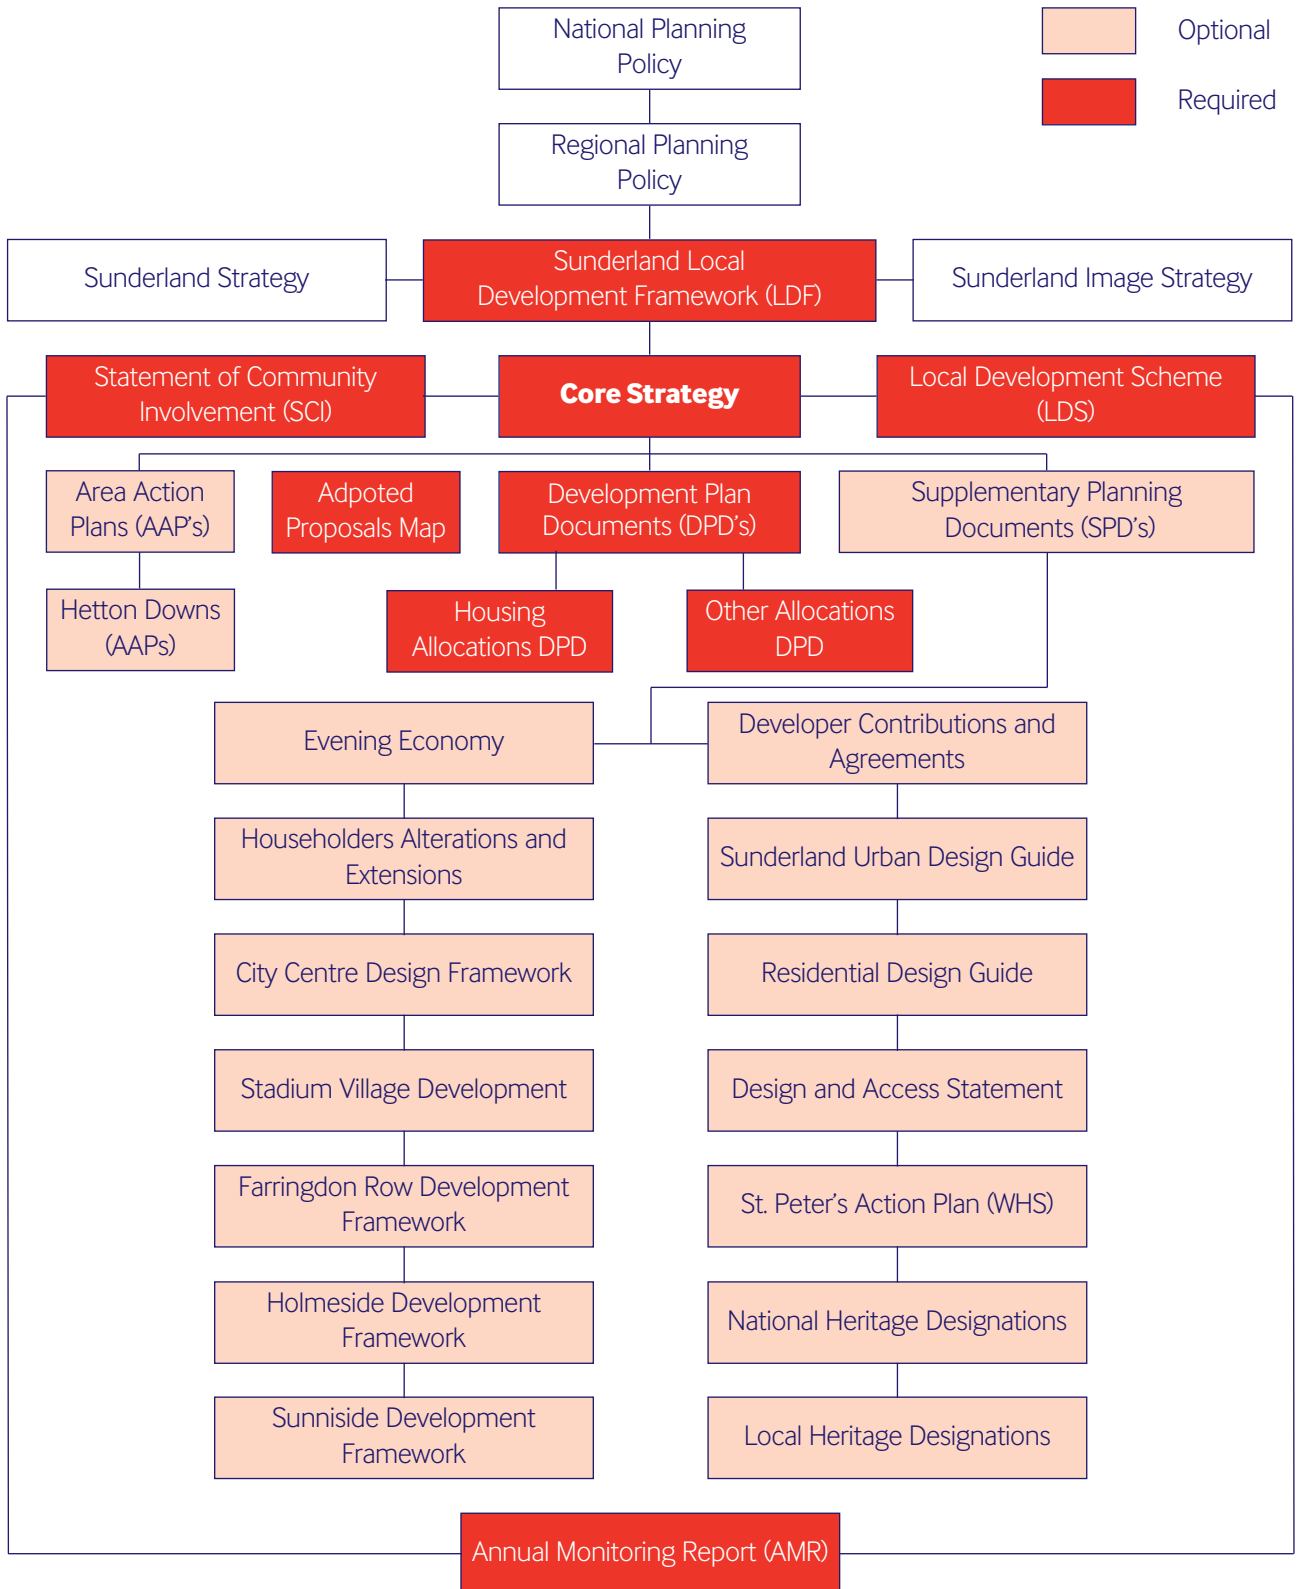 National Planning
Policy
Optional
Required
Regional Planning
Policy
Sunderland Strategy
Sunderland Local
Development Framework (LDF)
Sunderland Image Strategy
Statement of Community
Involvement (SCI)
Core Strategy
Local Development Scheme
(LDS)
Area Action
Plans (AAP's)
Adpoted
Proposals Map
Development Plan
Documents (DPD's)
Supplementary Planning
Documents (SPD's)
Hetton Downs
(AAPs)
Housing
Allocations DPD
Other Allocations
DPD
Evening Economy
Developer Contributions and
Agreements
Householders Alterations and
Extensions
Sunderland Urban Design Guide
City Centre Design Framework
Residential Design Guide
Stadium Village Development
Design and Access Statement
Farringdon Row Development
Framework
St. Peter's Action Plan (WHS)
Holmeside Development
Framework
National Heritage Designations
Sunniside Development
Framework
Local Heritage Designations
Annual Monitoring Report (AMR)